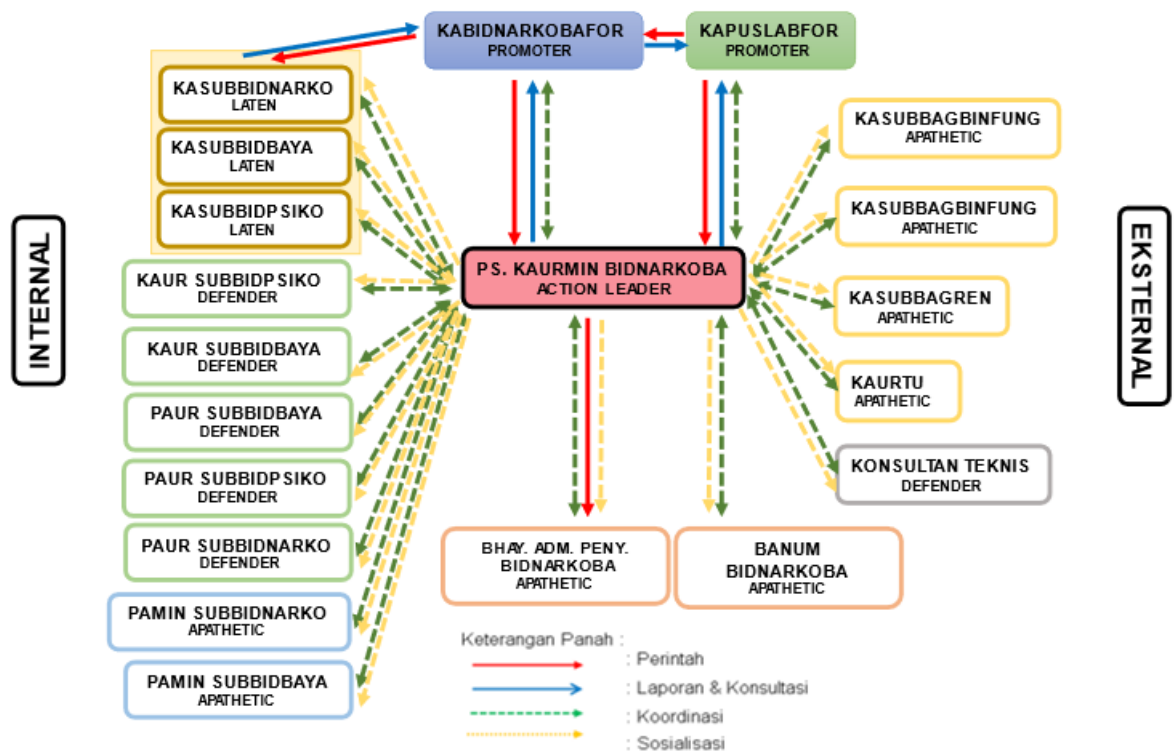 KABIDNARKOBAFOR
PROMOTER
KAPUSLABFOR
PROMOTER
INTERNAL
KASUBBIDNARKO
LATEN
KASUBBIDBAYA
LATEN
KASUBBIDPSIKO
LATEN
KAUR SUBBIDPSIKO
DEFENDER
KAUR SUBBIDBAYA
DEFENDER
PAUR SUBBIDBAYA
DEFENDER
PAUR SUBBIDPSIKO
DEFENDER
PAUR SUBBIDNARKO
DEFENDER
PAMIN SUBBIDNARKO
APATHETIC
PAMIN SUBBIDBAYA
APATHETIC
PS. KAURMIN BIDNARKOBA
ACTION LEADER
BHAY. ADM. PENY.
BIDNARKOBA
APATHETIC
BANUM
BIDNARKOBA
APATHETIC
KASUBBAGBINFUNG
APATHETIC
KASUBBAGBINFUNG
APATHETIC
KASUBBAGREN
APATHETIC
KAURTU
APATHETIC
KONSULTAN TEKNIS
DEFENDER
EKSTERNAL
Keterangan Panah :
: Perintah
: Laporan & Konsultasi
: Koordinasi
: Sosialisasi